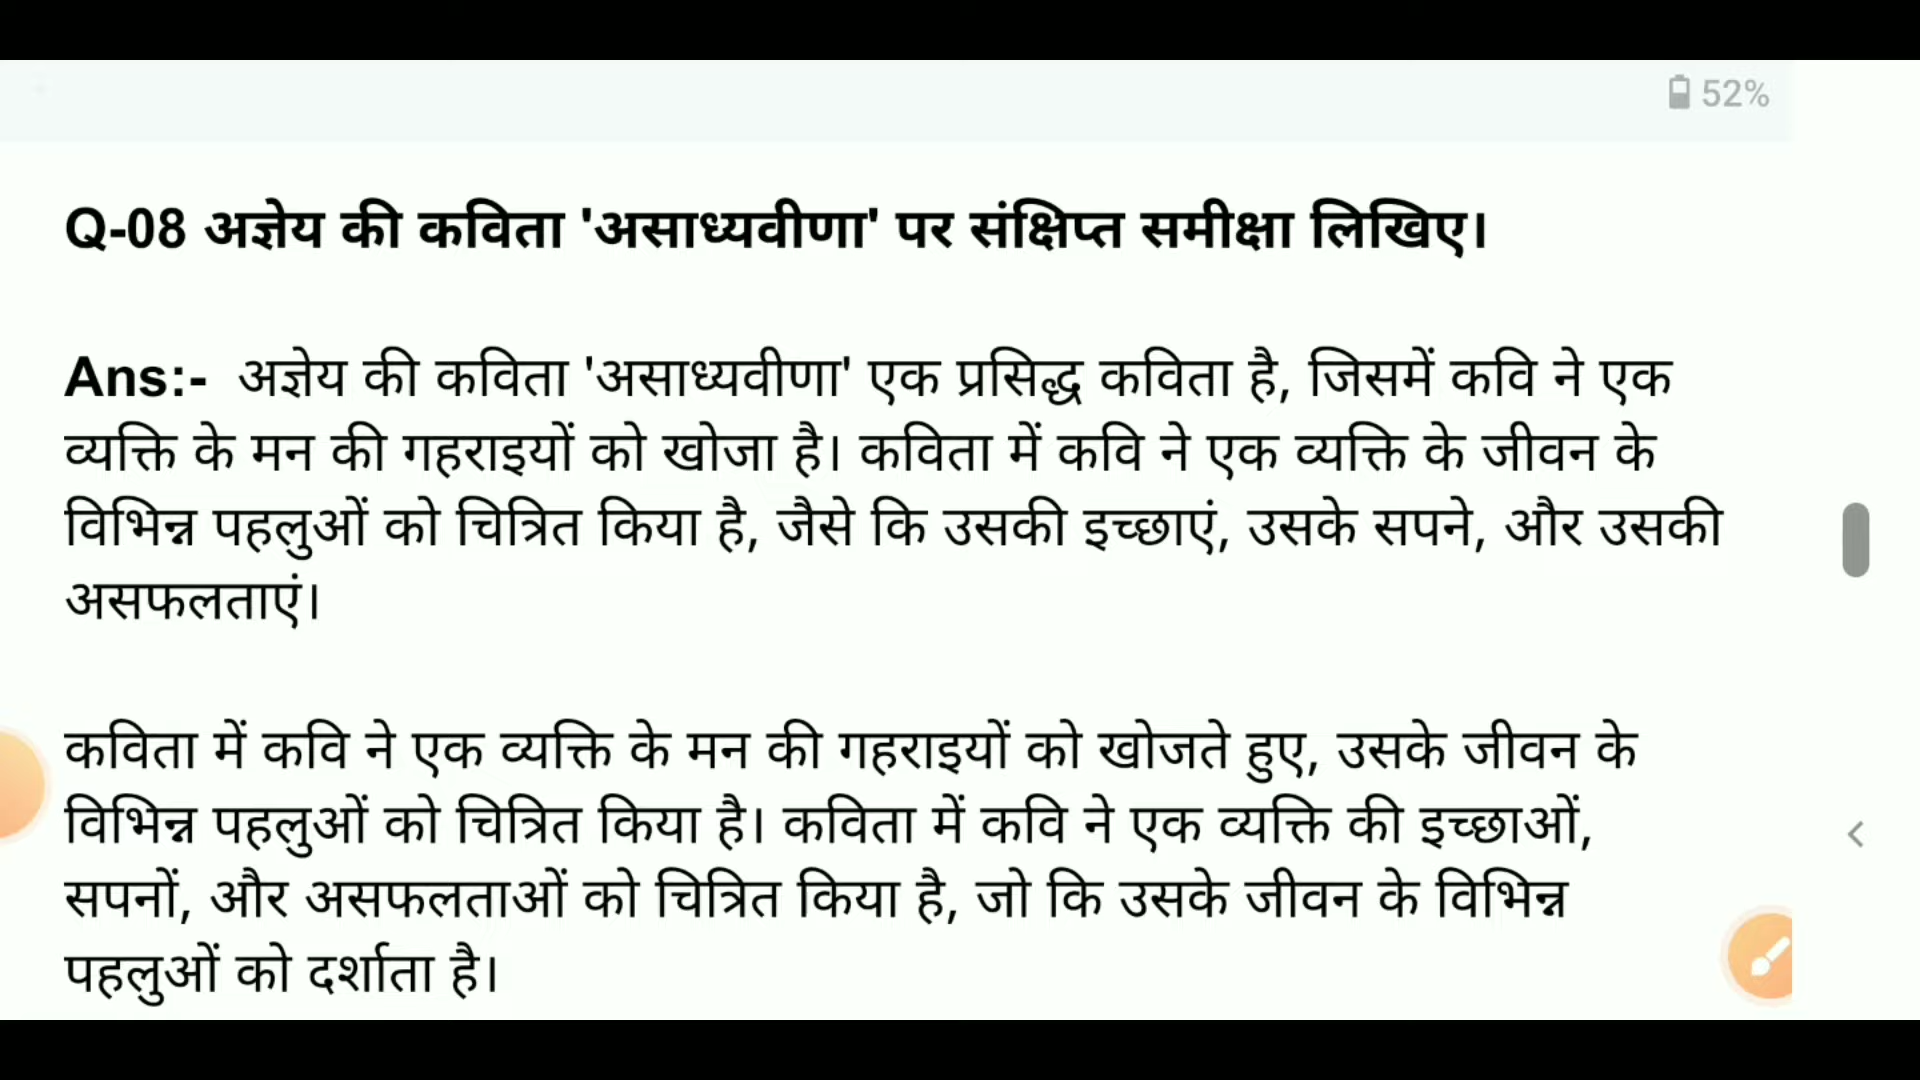 52%
Q-08 अज्ञेय की कविता 'असाध्यवीणा' पर संक्षिप्त समीक्षा लिखिए।
Ans:- अज्ञेय की कविता 'असाध्यवीणा' एक प्रसिद्ध कविता है, जिसमें कवि ने एक
व्यक्ति के मन की गहराइयों को खोजा है। कविता में कवि ने एक व्यक्ति के जीवन के
विभिन्न पहलुओं को चित्रित किया है, जैसे कि उसकी इच्छाएं, उसके सपने, और उसकी
असफलताएं।
कविता में कवि ने एक व्यक्ति के मन की गहराइयों को खोजते हुए, उसके जीवन के
विभिन्न पहलुओं को चित्रित किया है। कविता में कवि ने एक व्यक्ति की इच्छाओं,
सपनों, और असफलताओं को चित्रित किया है, जो कि उसके जीवन के विभिन्न
पहलुओं को दर्शाता है।